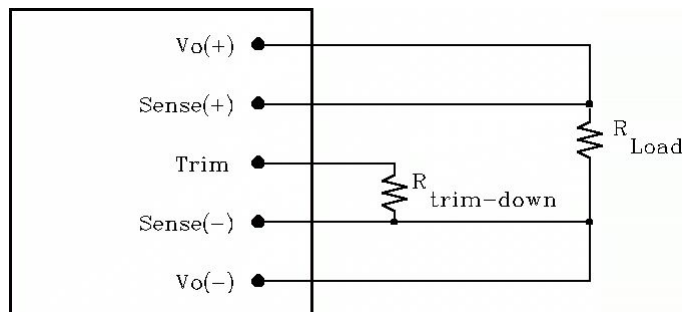 Vo(+)
Sense(+)
R
Load
Trim
R
trim-down
Sense(-)
Vo(-)